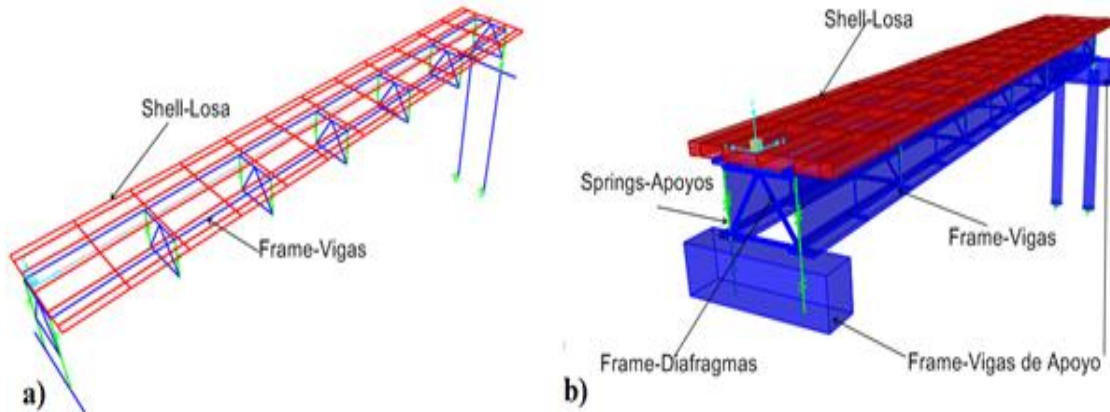 Shell-Losa
Frame-Vigas
a)
Shell-Losa
Springs-Apoyos
Frame-Vigas
Frame-Diafragmas
Frame-Vigas de Apoyo
b)